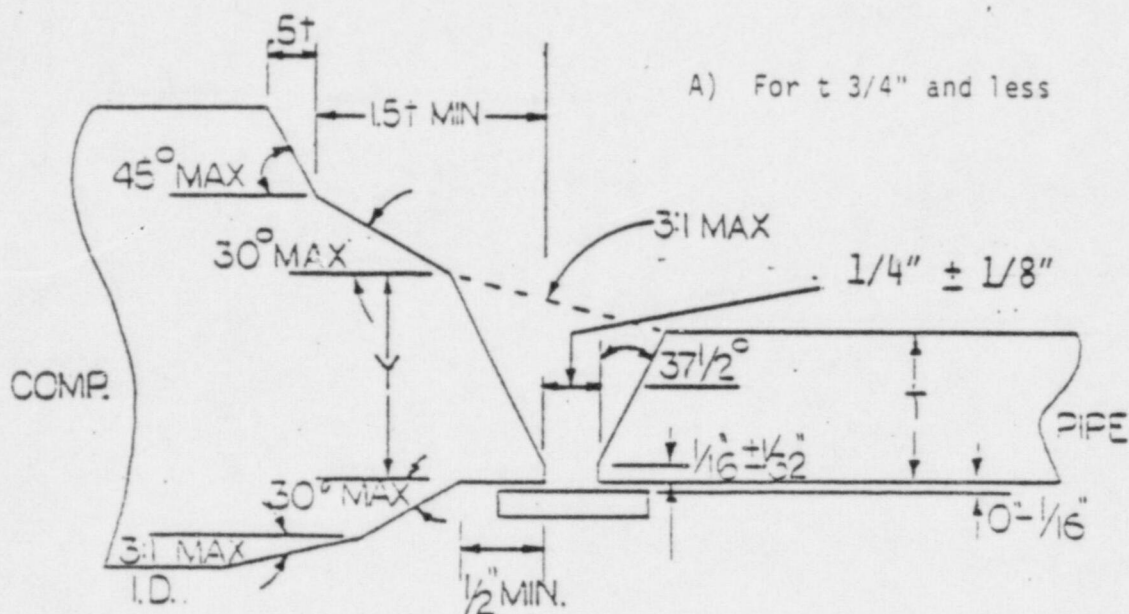 .5t
A) For t 3/4" and less
1.5t MIN
45° MAX
3:1 MAX
30° MAX
1/4" ± 1/8"
37 1/2°
COMP.
PIPE
1/16" ± 1/32"
30° MAX
0"-1/16"
3:1 MAX
I.D.
1/2" MIN.